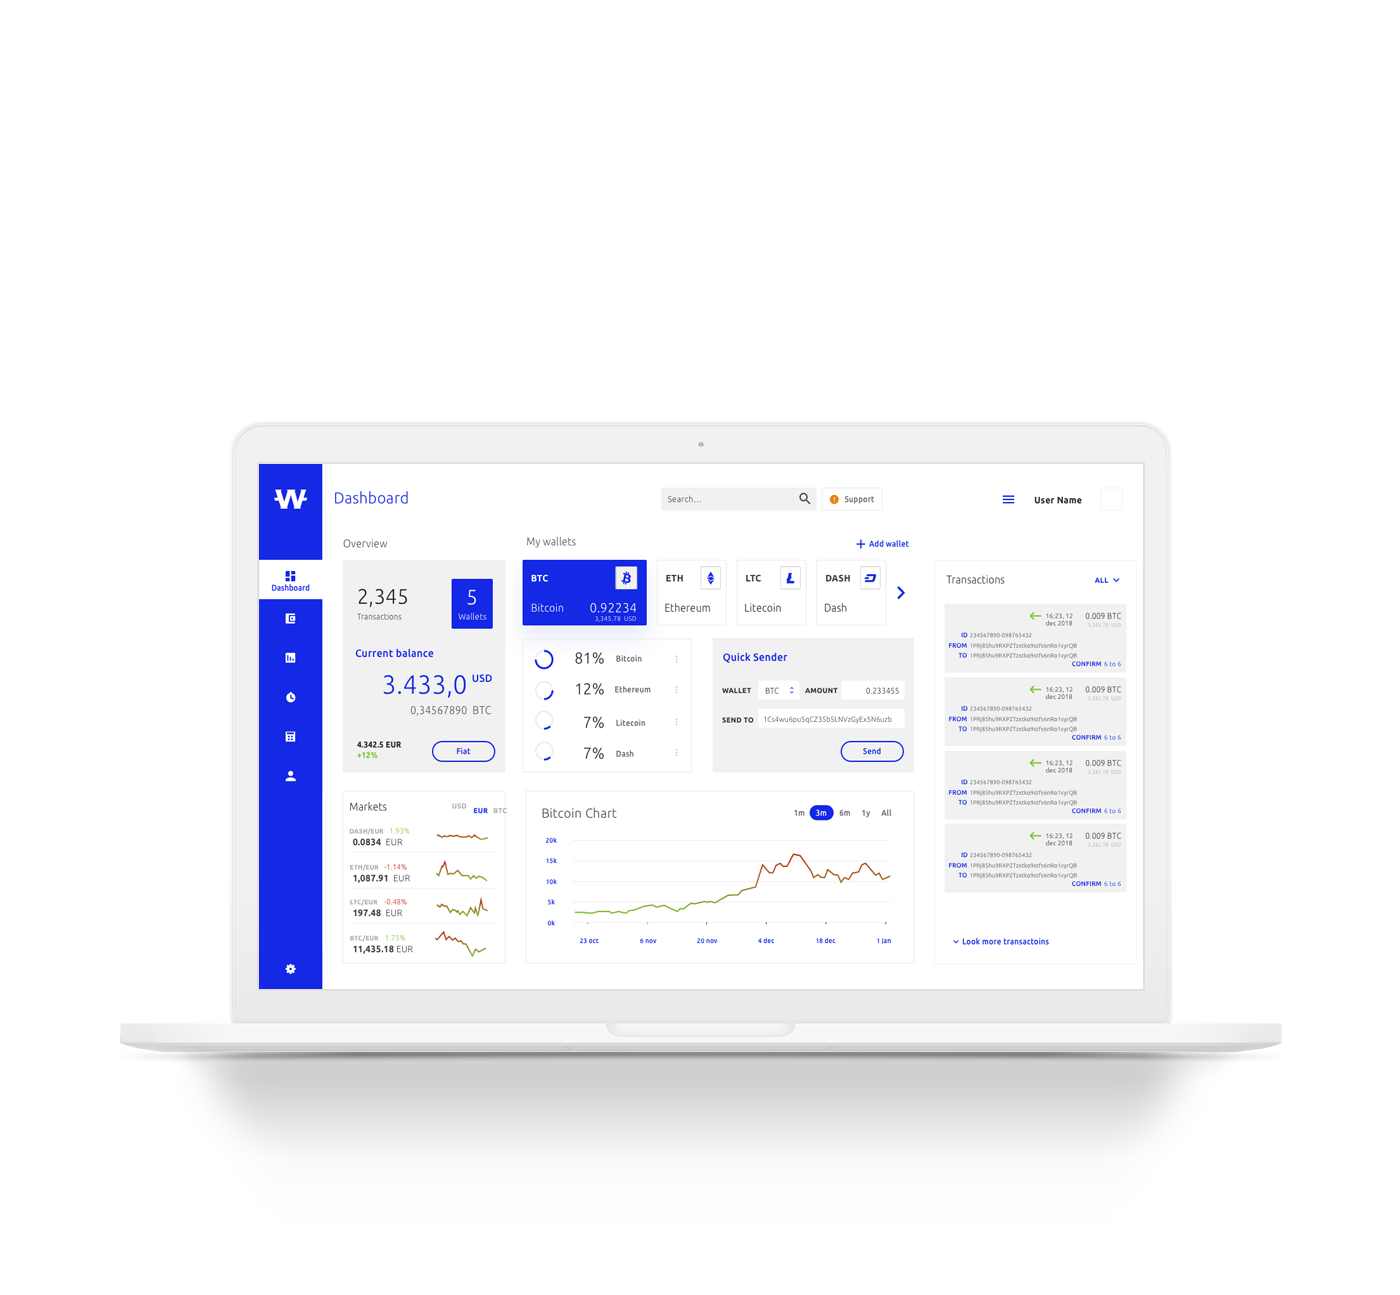 W
Dashboard
Search...
Support
User Name
Dashboard
Overview
2,345
Transactions
5
Wallets
Current balance
3.433,0 USD
0,34567890 BTC
4.342.5 EUR
+12%
Fiat
My wallets
Add wallet
BTC
Bitcoin 0.92234
3,345.78 USD
ETH
Ethereum
LTC
Litecoin
DASH
Dash
81% Bitcoin
12% Ethereum
7% Litecoin
7% Dash
Quick Sender
WALLET BTC AMOUNT 0.233455
SEND TO 1Cs4wu6pu5qCZ35bSLNVzGyEx5N6uzb
Send
Markets
USD EUR BTC
DASH/EUR 1.93%
0.0834 EUR
ETH/EUR -1.14%
1,087.91 EUR
LTC/EUR -0.48%
197.48 EUR
BTC/EUR 1.75%
11,435.18 EUR
Bitcoin Chart
1m 3m 6m 1y All
20k
15k
10k
5k
0k
23 oct 6 nov 20 nov 4 dec 18 dec 1 jan
Transactions
ALL
16:23, 12 0.009 BTC
dec 2018 3,345.78 USD
ID 234567890-098765432
FROM 1PRj85hu9RXPZTzxtko9stfs6nRo1vyrQB
TO 1PRj85hu9RXPZTzxtko9stfs6nRo1vyrQB
CONFIRM 6 to 6
16:23, 12 0.009 BTC
dec 2018 3,345.78 USD
ID 234567890-098765432
FROM 1PRj85hu9RXPZTzxtko9stfs6nRo1vyrQB
TO 1PRj85hu9RXPZTzxtko9stfs6nRo1vyrQB
CONFIRM 6 to 6
16:23, 12 0.009 BTC
dec 2018 3,345.78 USD
ID 234567890-098765432
FROM 1PRj85hu9RXPZTzxtko9stfs6nRo1vyrQB
TO 1PRj85hu9RXPZTzxtko9stfs6nRo1vyrQB
CONFIRM 6 to 6
16:23, 12 0.009 BTC
dec 2018 3,345.78 USD
ID 234567890-098765432
FROM 1PRj85hu9RXPZTzxtko9stfs6nRo1vyrQB
TO 1PRj85hu9RXPZTzxtko9stfs6nRo1vyrQB
CONFIRM 6 to 6
Look more transactoins